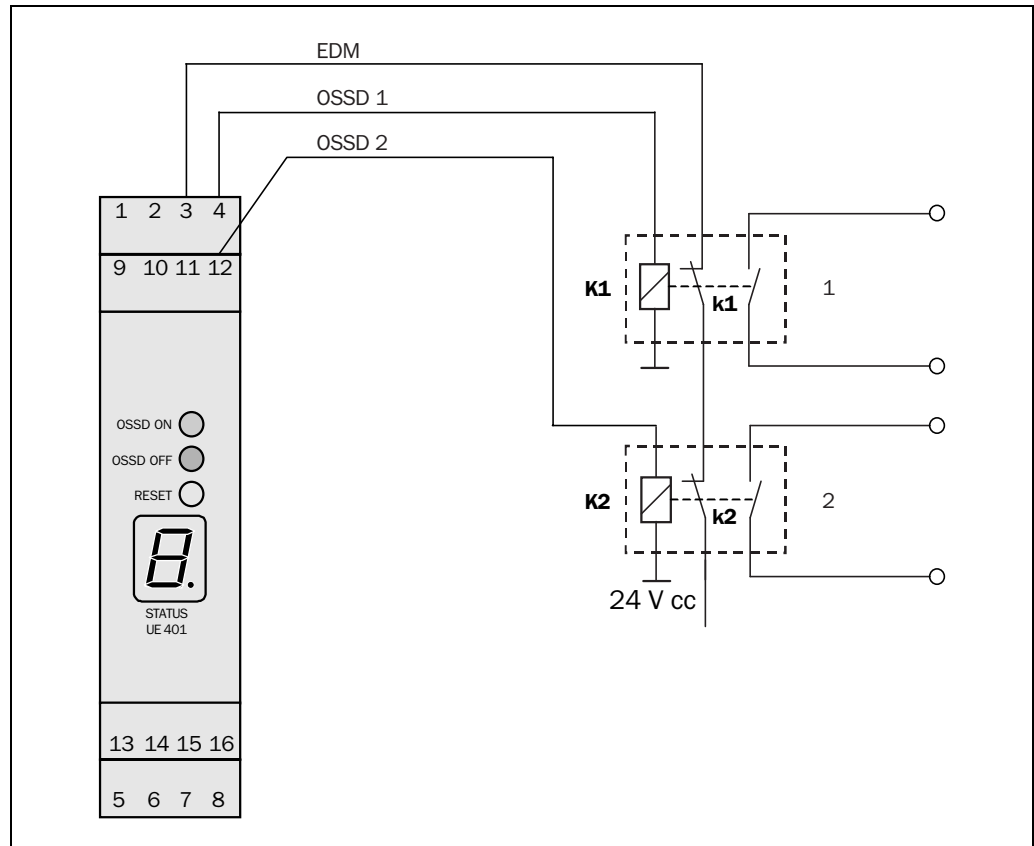 EDM
OSSD 1
OSSD 2
1 2 3 4
9 10 11 12
K1
k1
1
OSSD ON
OSSD OFF
RESET
K2
k2
2
8.
24 V cc
STATUS
UE 401
13 14 15 16
5 6 7 8